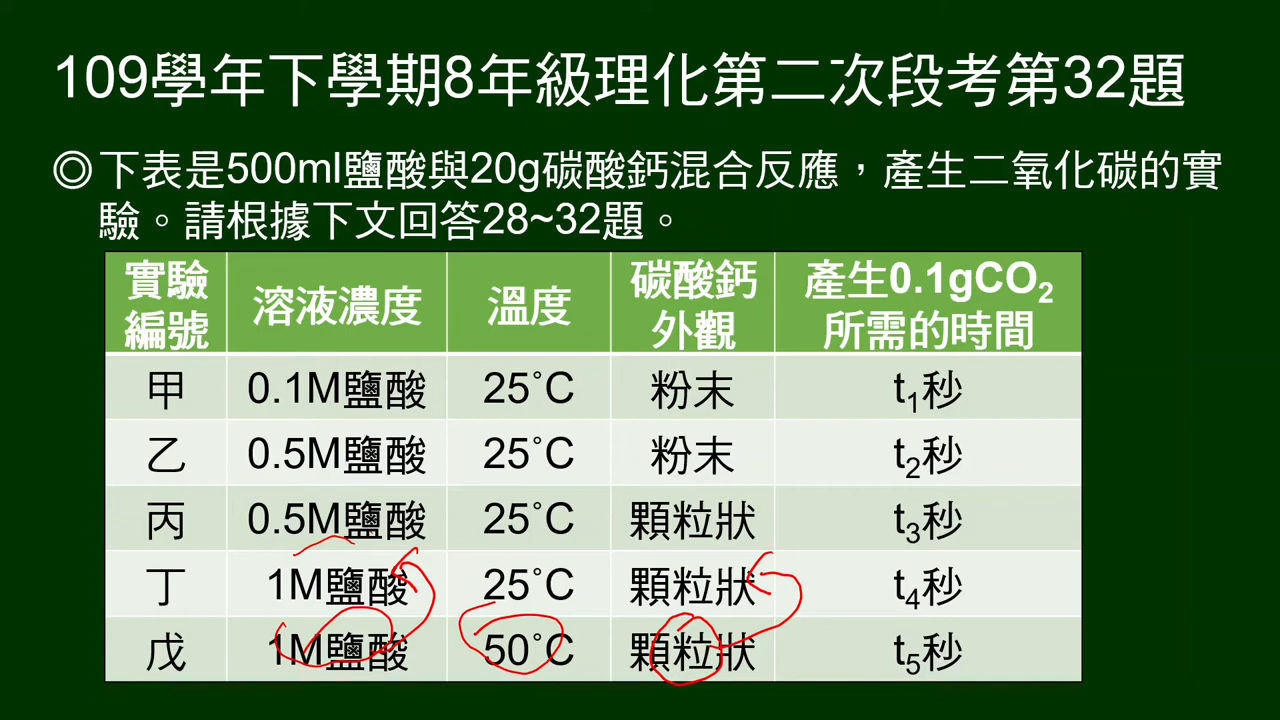 109學年下學期8年級理化第二次段考第32題
◎下表是500ml鹽酸與20g碳酸鈣混合反應，產生二氧化碳的實
驗。請根據下文回答28~32題。
實驗編號 溶液濃度 溫度 碳酸鈣外觀 產生0.1gCO₂所需的時間
甲 0.1M鹽酸 25˚C 粉末 t₁秒
乙 0.5M鹽酸 25˚C 粉末 t₂秒
丙 0.5M鹽酸 25˚C 顆粒狀 t₃秒
丁 1M鹽酸 25˚C 顆粒狀 t₄秒
戊 1M鹽酸 50˚C 顆粒狀 t₅秒